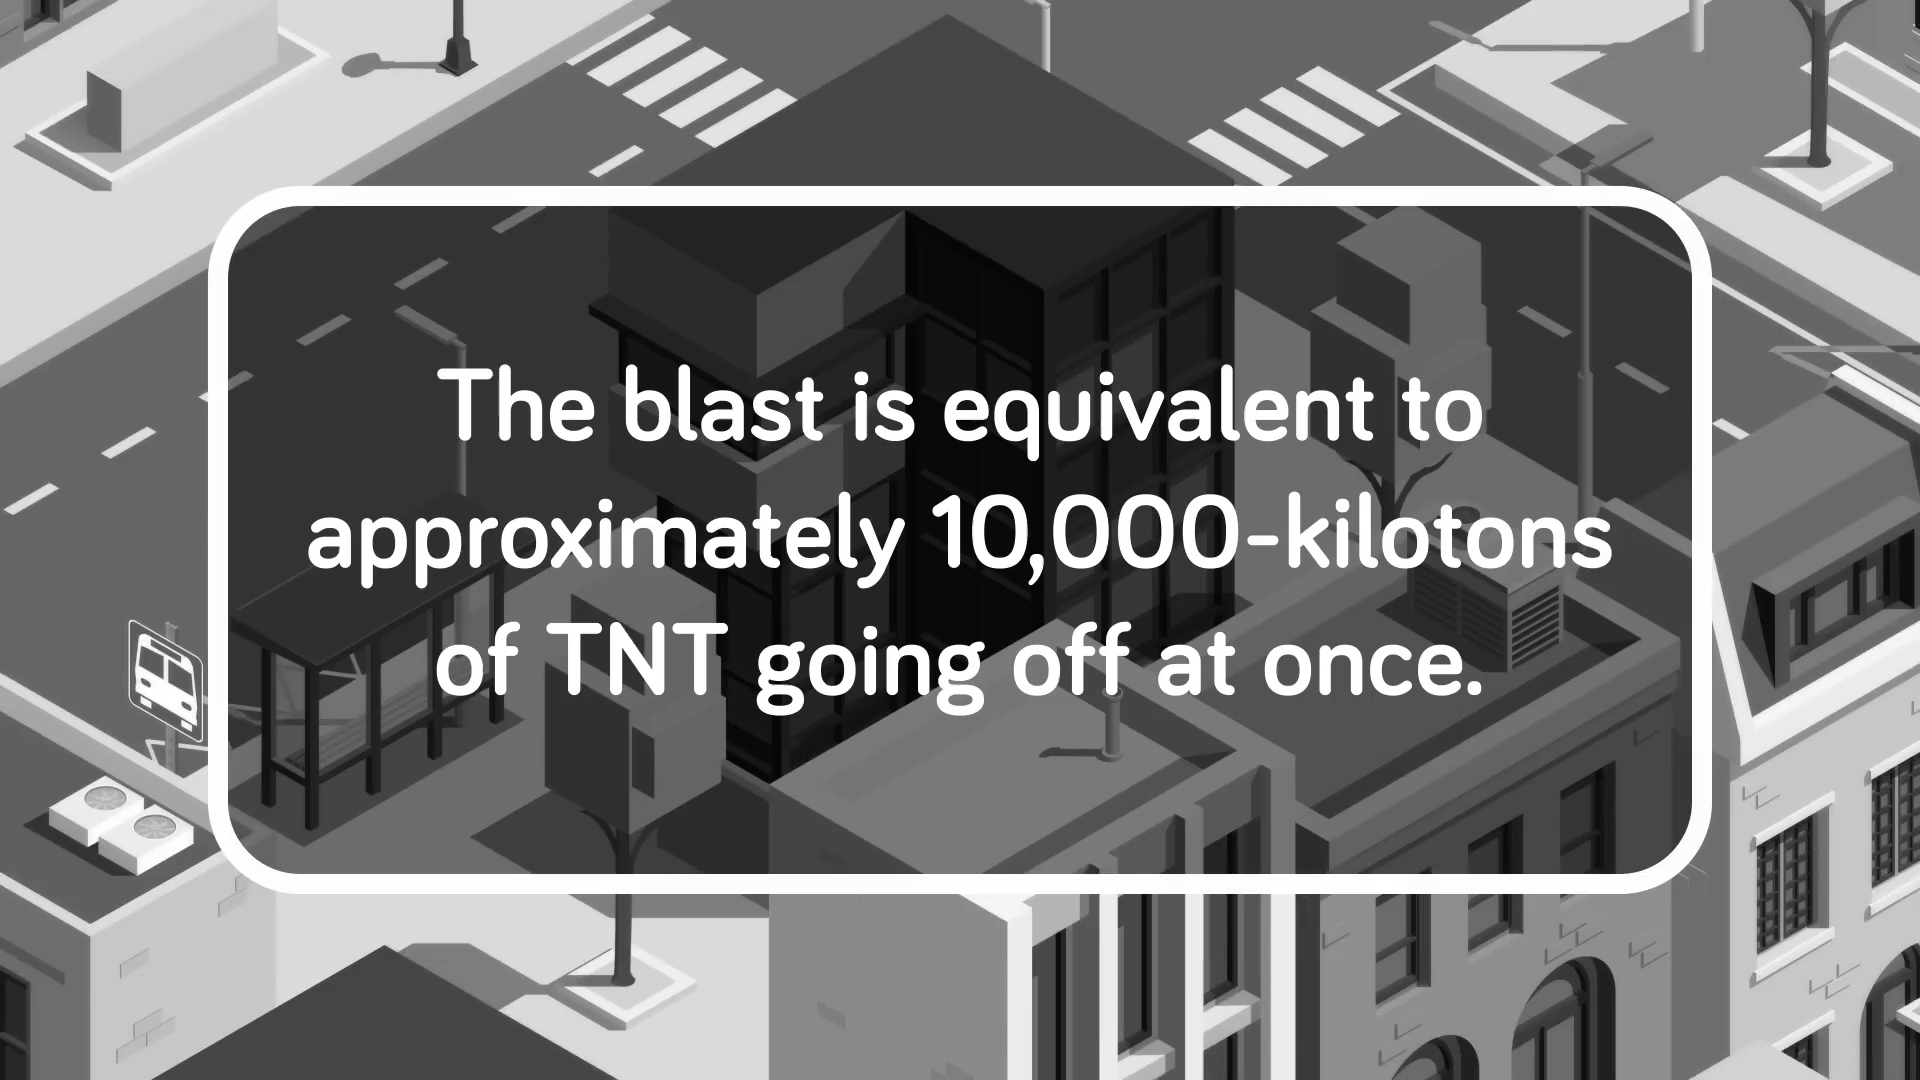 The blast is equivalent to
approximately 10,000-kilotons
of TNT going off at once.